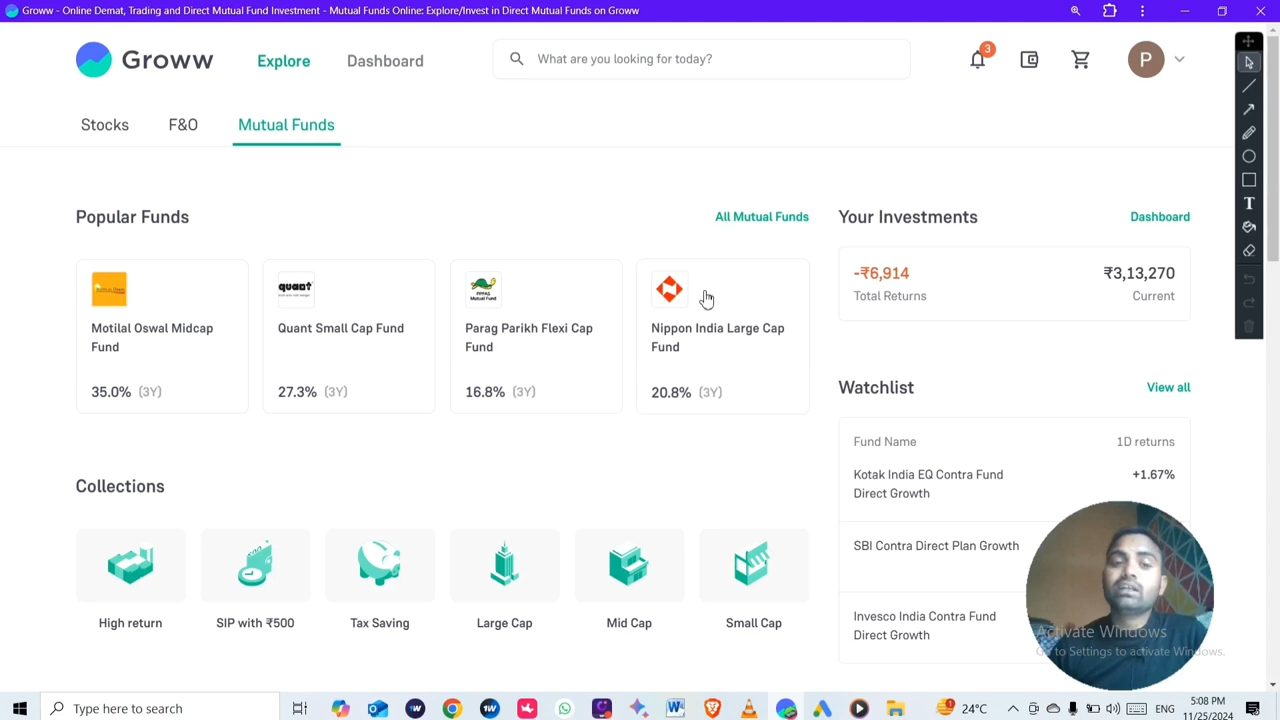 Groww - Online Demat, Trading and Direct Mutual Fund Investment - Mutual Funds Online: Explore/Invest in Direct Mutual Funds on Groww
Groww
Explore
Dashboard
What are you looking for today?
3
P
Stocks
F&O
Mutual Funds
Popular Funds
All Mutual Funds
Motilal Oswal Midcap
Fund
35.0% (3Y)
quant
Quant Small Cap Fund
27.3% (3Y)
PPFAS
Mutual Fund
Parag Parikh Flexi Cap
Fund
16.8% (3Y)
Nippon India Large Cap
Fund
20.8% (3Y)
Your Investments
Dashboard
-₹6,914
₹3,13,270
Total Returns
Current
Watchlist
View all
Fund Name
1D returns
Kotak India EQ Contra Fund
Direct Growth
+1.67%
SBI Contra Direct Plan Growth
Invesco India Contra Fund
Direct Growth
Collections
High return
SIP with ₹500
Tax Saving
Large Cap
Mid Cap
Small Cap
T
Activate Windows
Go to Settings to activate Windows.
Type here to search
24°C
ENG
5:08 PM
11/25/2024